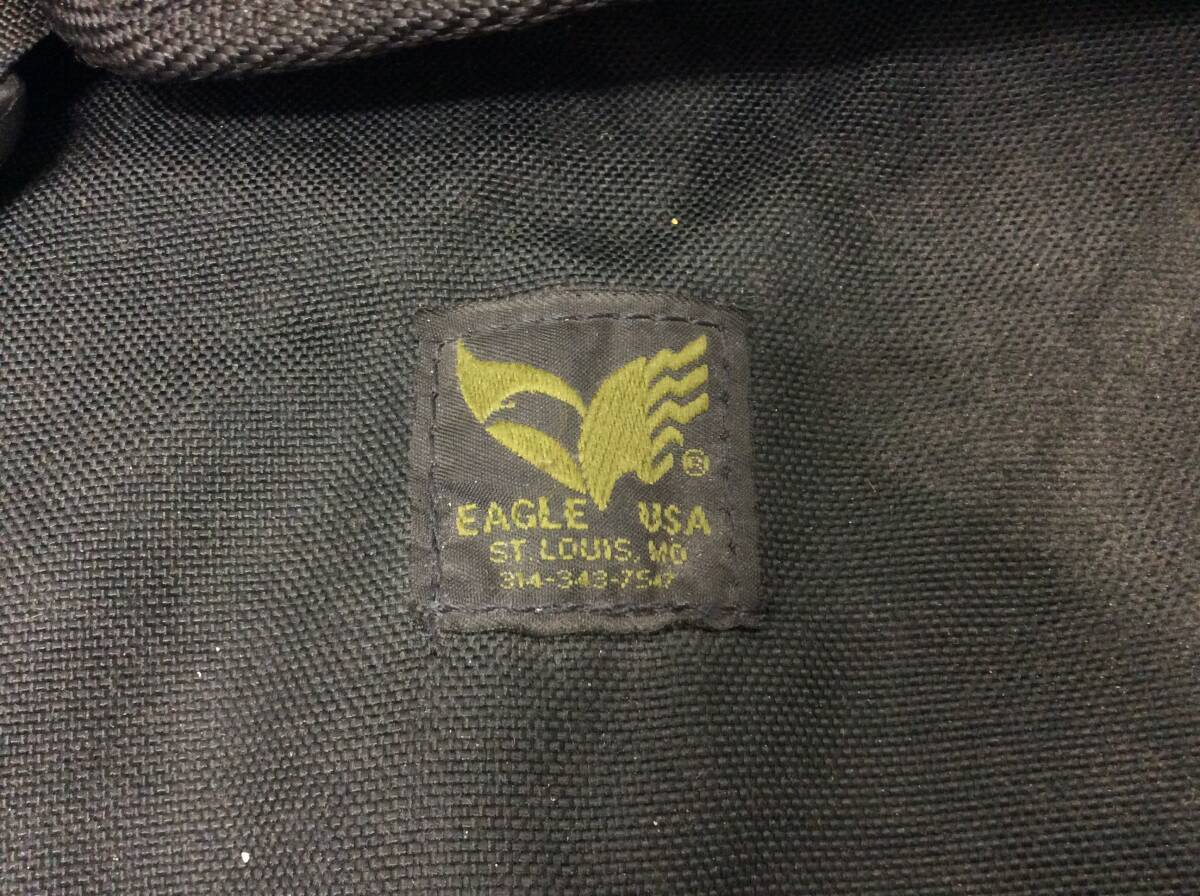 ®
EAGLE USA
ST. LOUIS, MO
314-343-7547